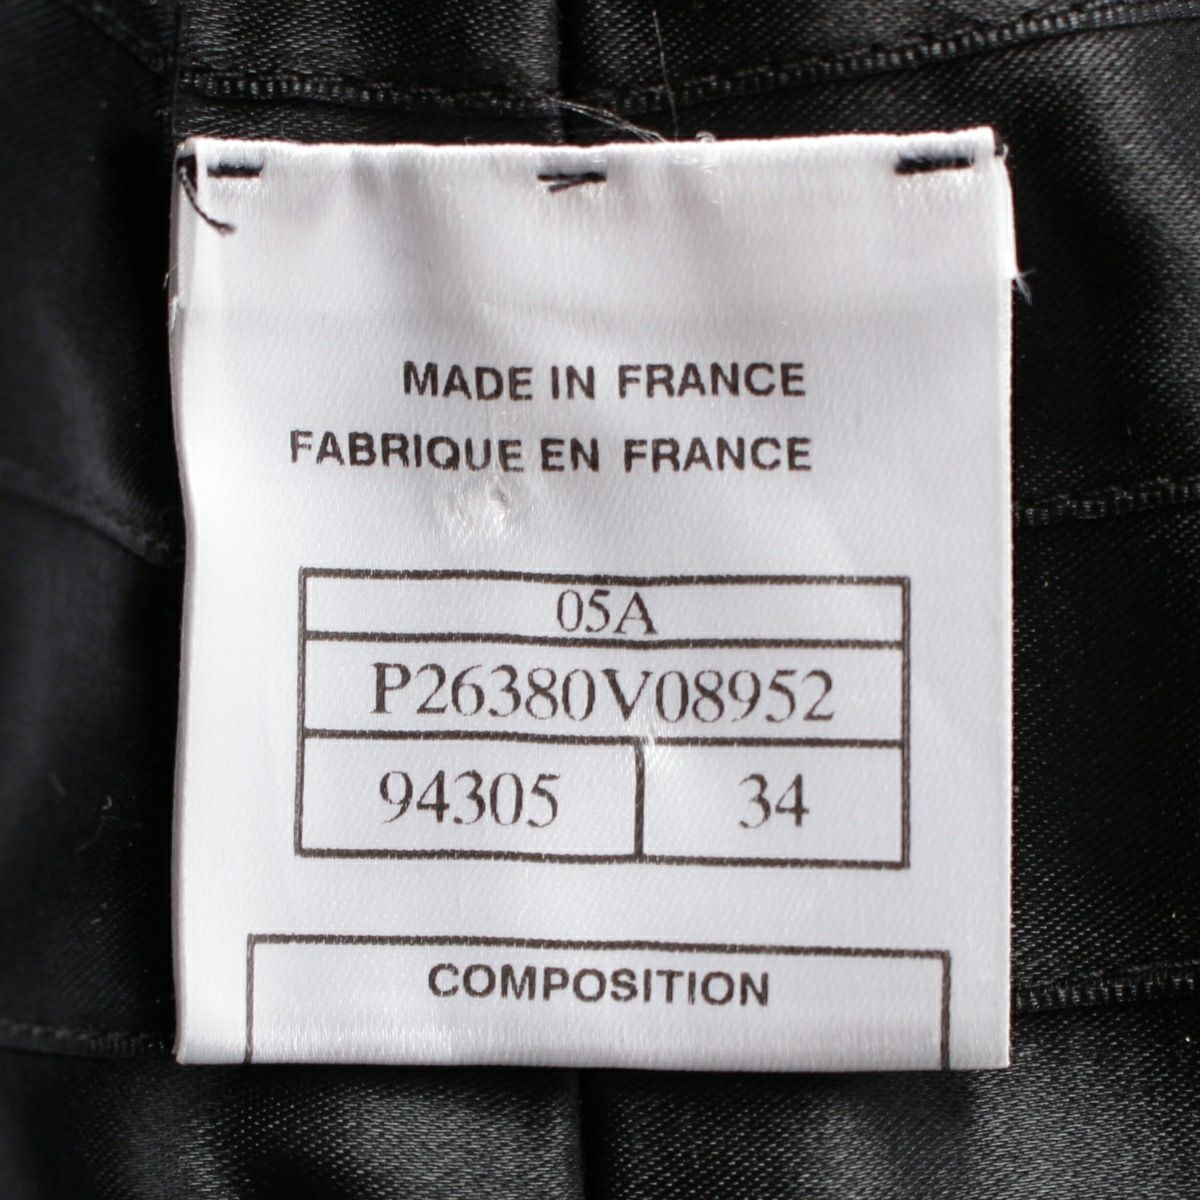 MADE IN FRANCE
FABRIQUE EN FRANCE
05A
P26380V08952
94305 34
COMPOSITION